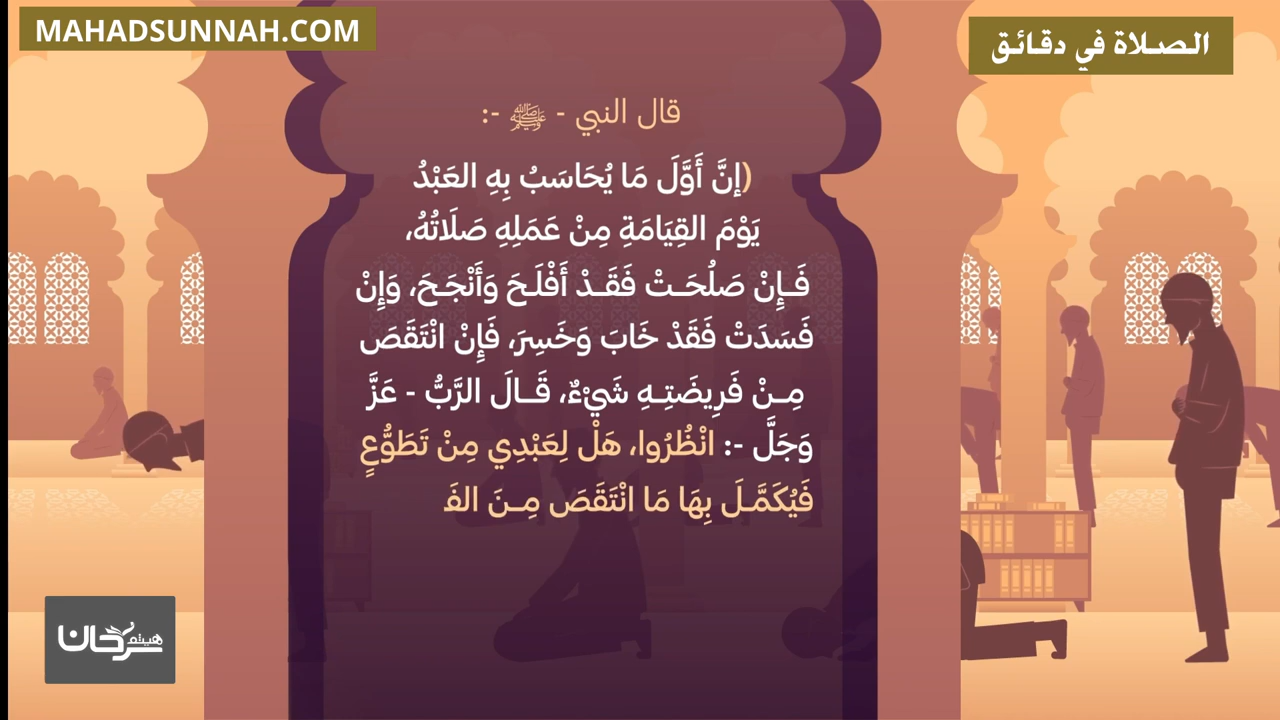 MAHADSUNNAH.COM
الصلاة في دقائق
قال النبي - ﷺ -:
(إنَّ أَوَّلَ مَا يُحَاسَبُ بِهِ العَبْدُ
يَوْمَ القِيَامَةِ مِنْ عَمَلِهِ صَلَاتُهُ،
فَإِنْ صَلُحَتْ فَقَدْ أَفْلَحَ وَأَنْجَحَ، وَإِنْ
فَسَدَتْ فَقَدْ خَابَ وَخَسِرَ، فَإِنْ انْتَقَصَ
مِنْ فَرِيضَتِهِ شَيْءٌ، قَالَ الرَّبُّ - عَزَّ
وَجَلَّ -: انْظُرُوا، هَلْ لِعَبْدِي مِنْ تَطَوُّعٍ
فَيُكَمَّلَ بِهَا مَا انْتَقَصَ مِنَ الفَ
هيثم
سرحان